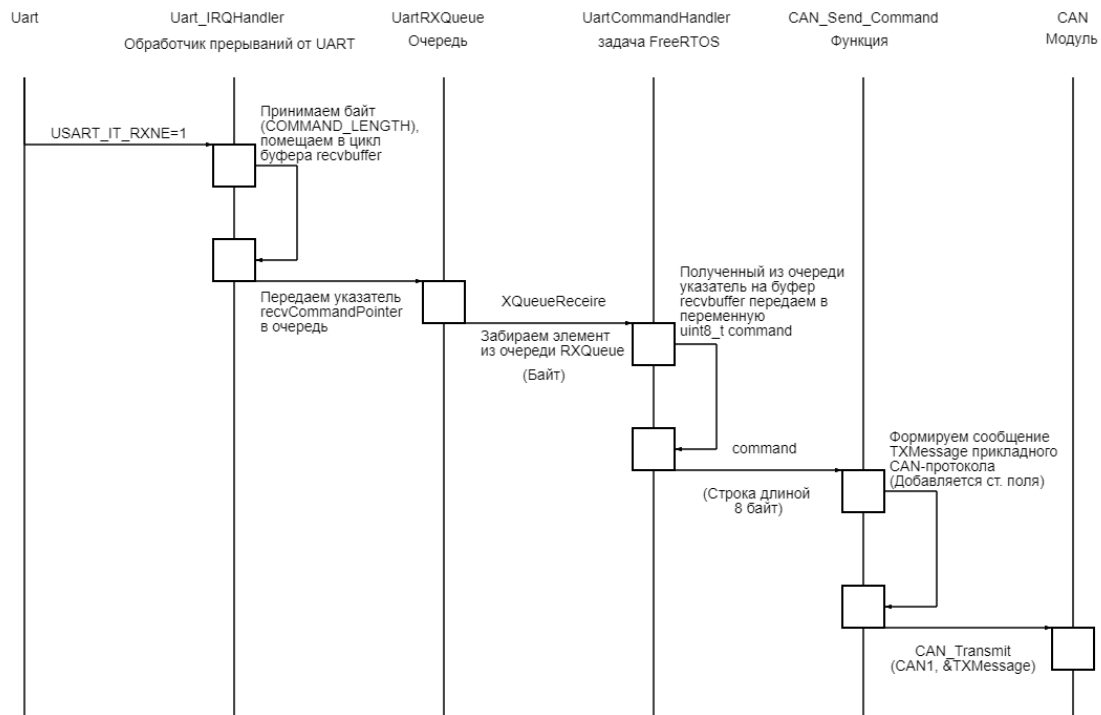 Uart
Uart_IRQHandler
Обработчик прерываний от UART
UartRXQueue
Очередь
UartCommandHandler
задача FreeRTOS
CAN_Send_Command
Функция
CAN
Модуль
USART_IT_RXNE=1
Принимаем байт
(COMMAND_LENGTH),
помещаем в цикл
буфера recvbuffer
Передаем указатель
recvCommandPointer
в очередь
XQueueReceire
Забираем элемент
из очереди RXQueue
(Байт)
Полученный из очереди
указатель на буфер
recvbuffer передаем в
переменную
uint8_t command
command
(Строка длиной
8 байт)
Формируем сообщение
TXMessage прикладного
CAN-протокола
(Добавляется ст. поля)
CAN_Transmit
(CAN1, &TXMessage)